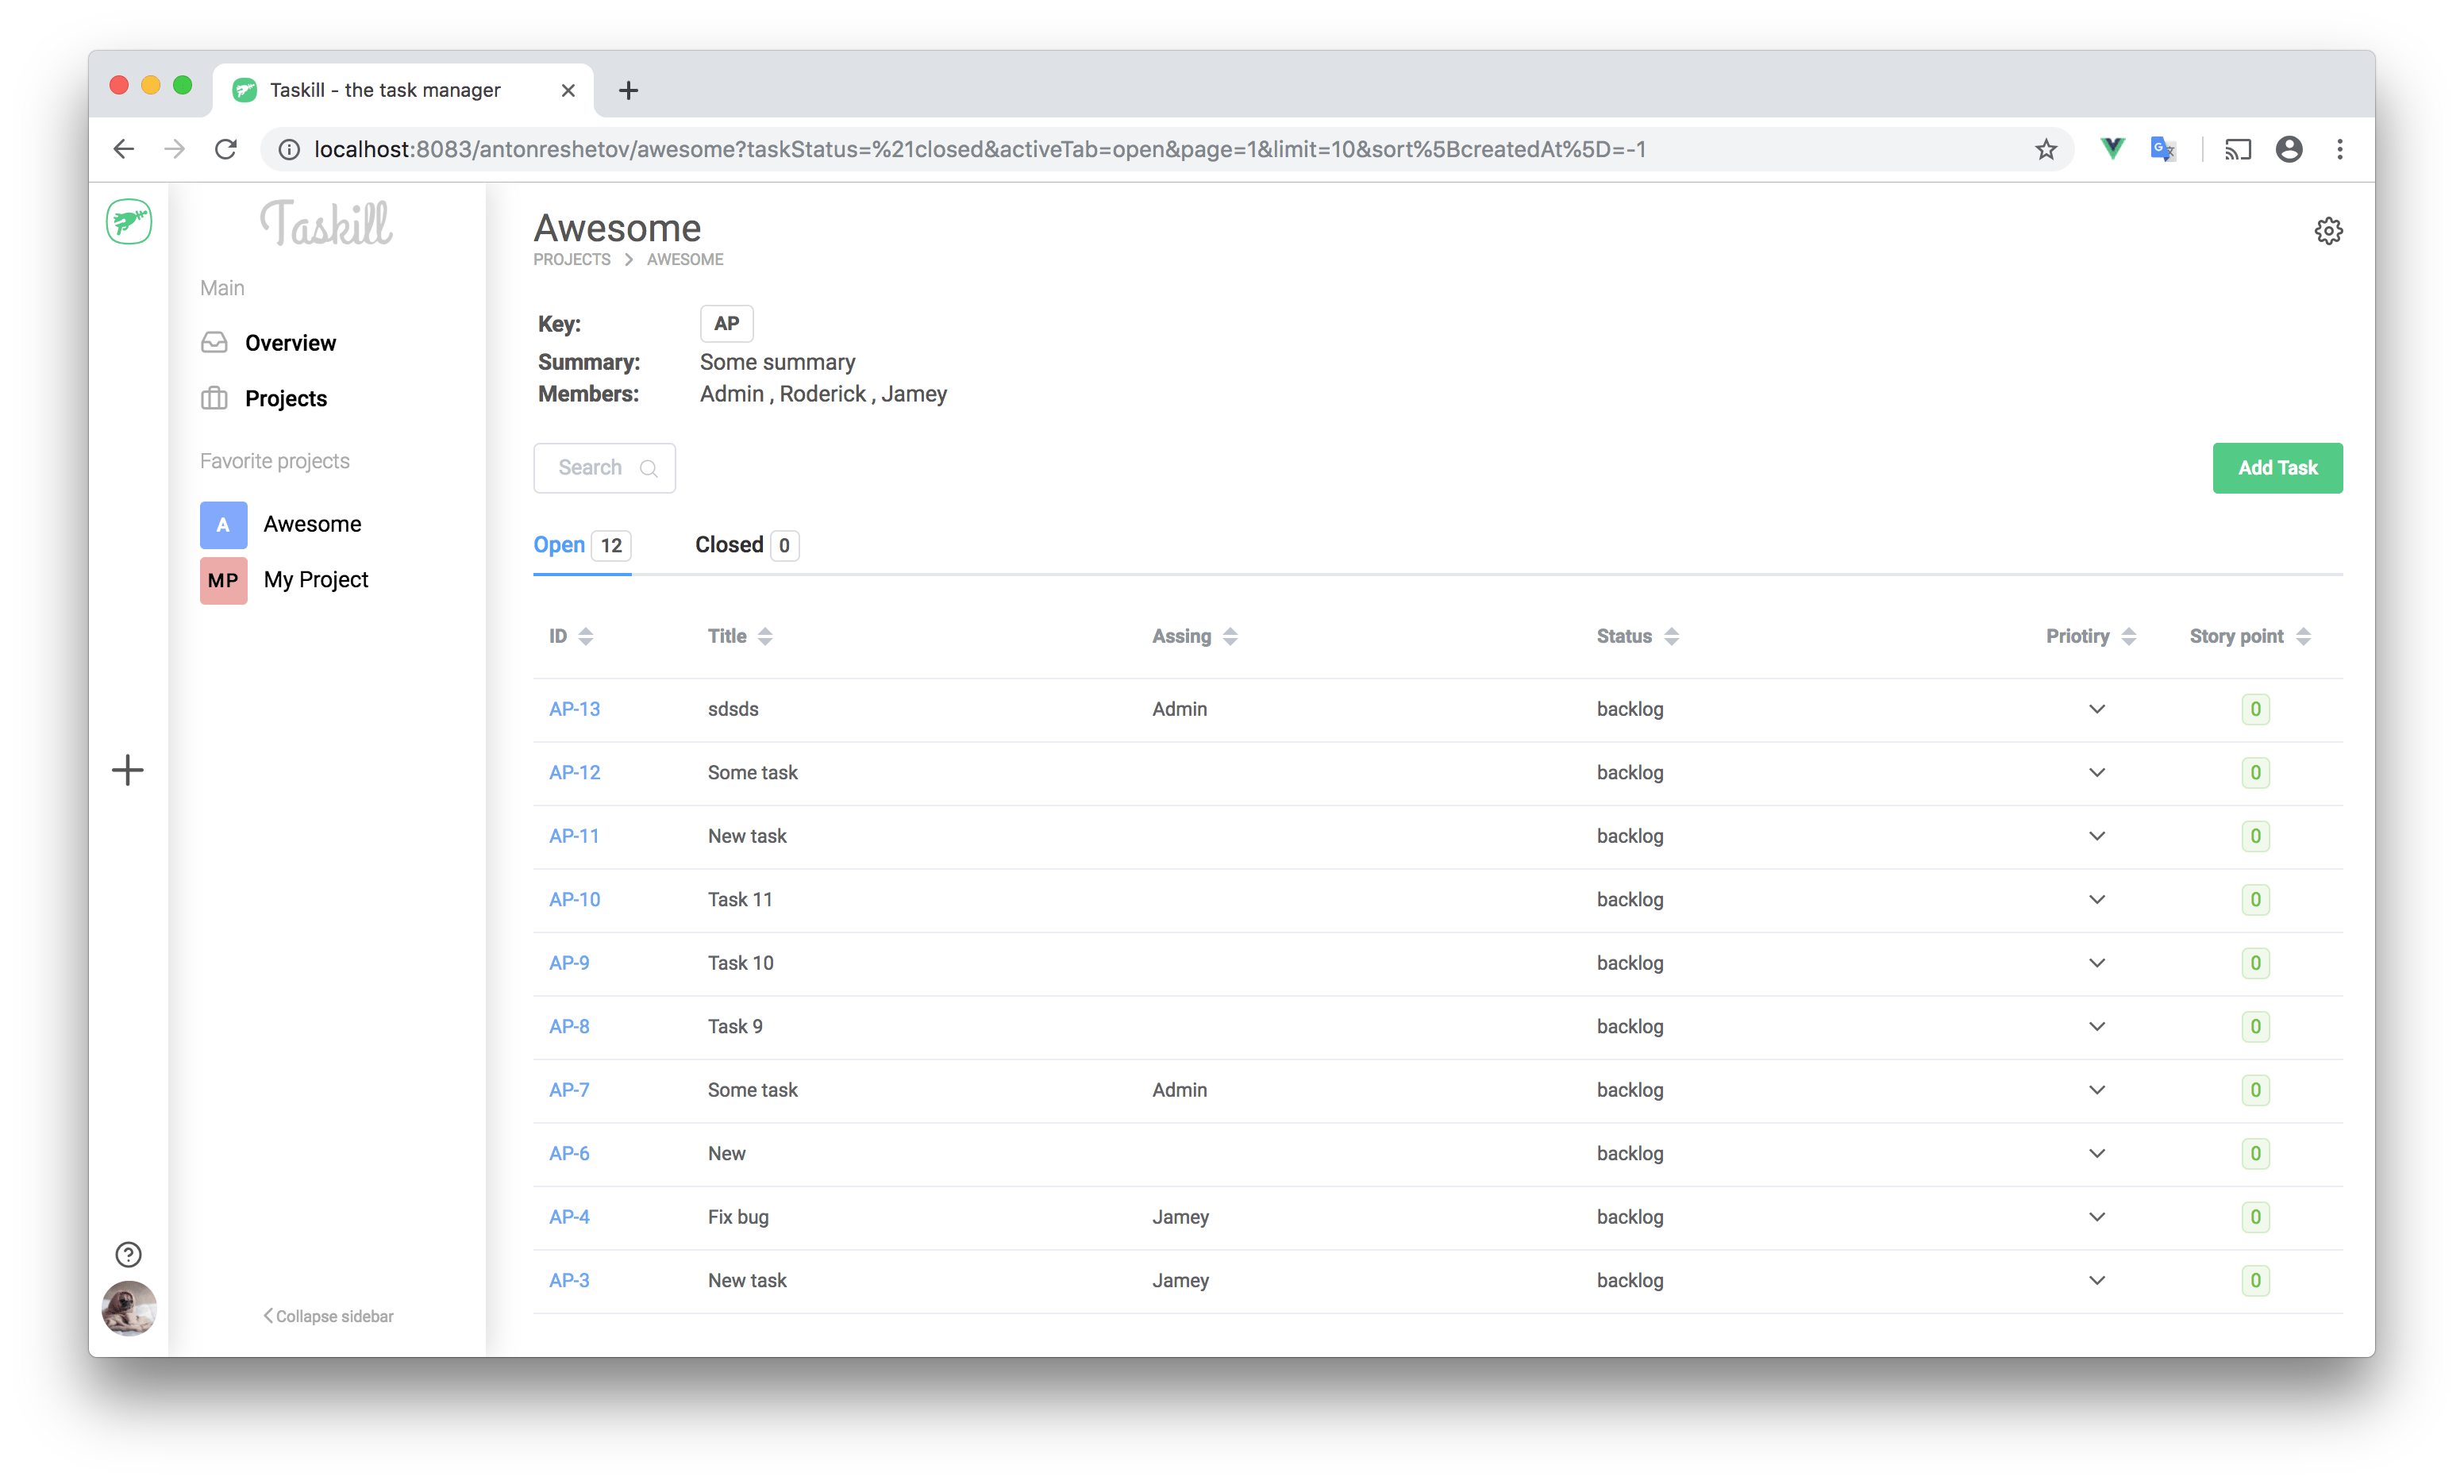 Taskill - the task manager
localhost:8083/antonreshetov/awesome?taskStatus=%21closed&activeTab=open&page=1&limit=10&sort%5BcreatedAt%5D=-1
Taskill
Main
Overview
Projects
Favorite projects
A Awesome
MP My Project
Collapse sidebar
Awesome
PROJECTS > AWESOME
Key: AP
Summary: Some summary
Members: Admin , Roderick , Jamey
Search
Add Task
Open 12 Closed 0
ID Title Assing Status Priotiry Story point
AP-13 sdsds Admin backlog 0
AP-12 Some task backlog 0
AP-11 New task backlog 0
AP-10 Task 11 backlog 0
AP-9 Task 10 backlog 0
AP-8 Task 9 backlog 0
AP-7 Some task Admin backlog 0
AP-6 New backlog 0
AP-4 Fix bug Jamey backlog 0
AP-3 New task Jamey backlog 0